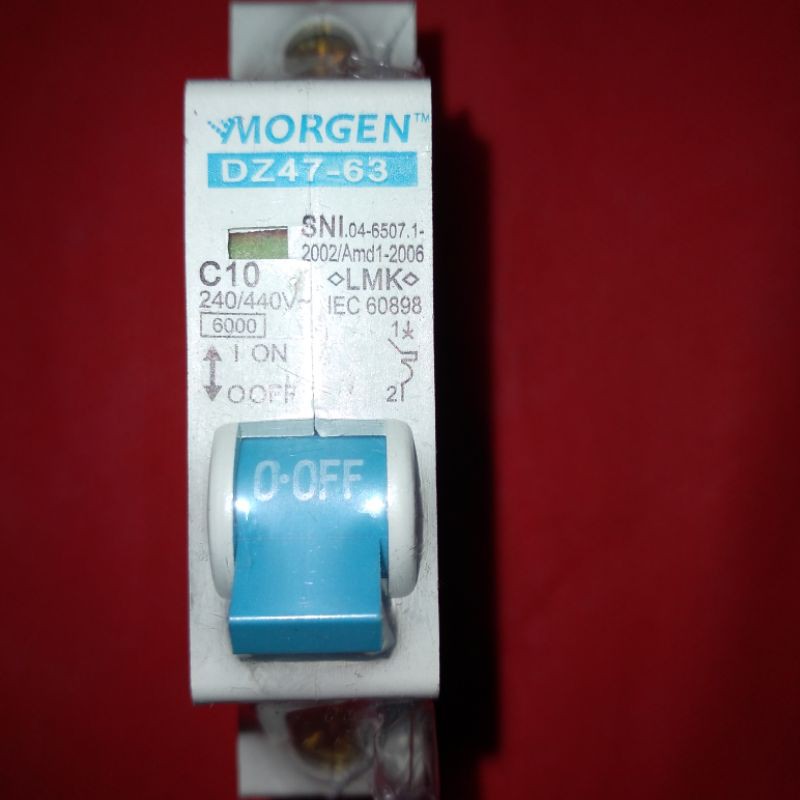 MORGEN™
DZ47-63
SNI.04-6507.1-
2002/Amd1-2006
C10
◇LMK◇
240/440V~
IEC 60898
6000
1
I ON
O OFF
2
O·OFF